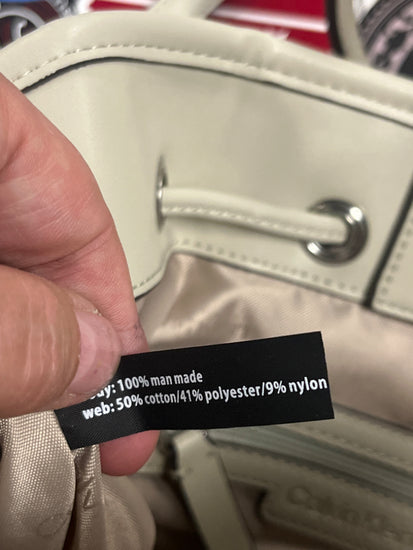 100% man made
web: 50% cotton/41% polyester/9% nylon